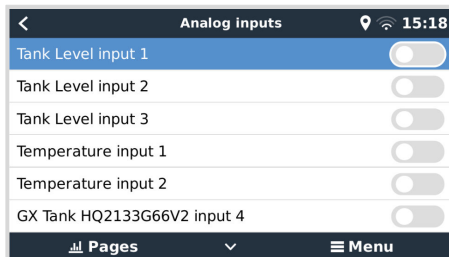 Analog inputs 15:18
Tank Level input 1
Tank Level input 2
Tank Level input 3
Temperature input 1
Temperature input 2
GX Tank HQ2133G66V2 input 4
Pages Menu